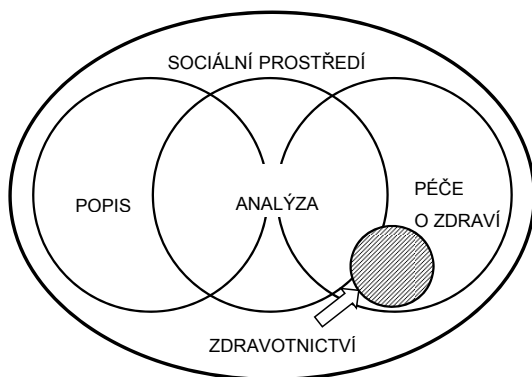 SOCIÁLNÍ PROSTŘEDÍ
POPIS
ANALÝZA
PÉČE
O ZDRAVÍ
ZDRAVOTNICTVÍ